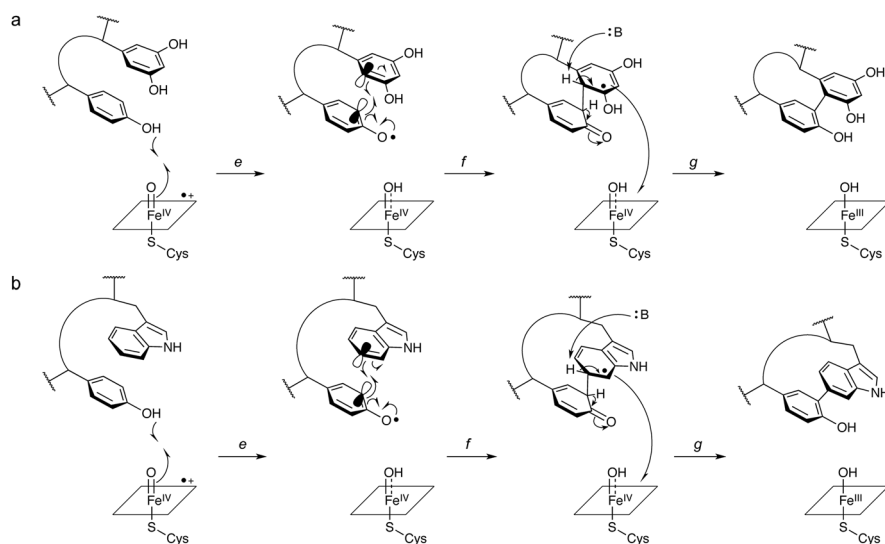 a
OH
OH
OH
O
•+
Fe^IV
S
Cys
e
OH
OH
O•
OH
Fe^IV
S
Cys
f
:B
OH
H
•
OH
H
O
OH
Fe^IV
S
Cys
g
OH
OH
OH
OH
Fe^III
S
Cys
b
NH
OH
O
•+
Fe^IV
S
Cys
e
NH
O•
OH
Fe^IV
S
Cys
f
:B
NH
H
•
H
O
OH
Fe^IV
S
Cys
g
NH
OH
OH
Fe^III
S
Cys